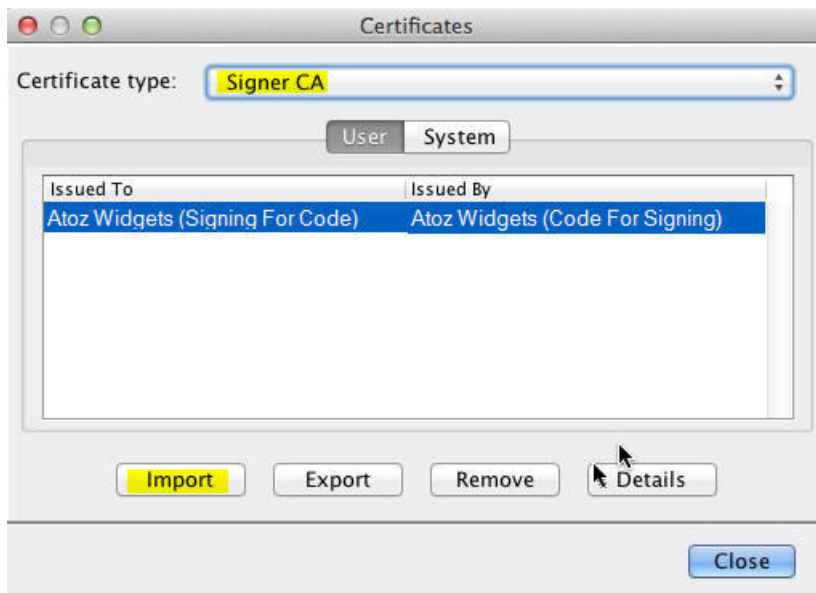 Certificates
Certificate type: Signer CA
User System
Issued To Issued By
Atoz Widgets (Signing For Code) Atoz Widgets (Code For Signing)
Import Export Remove Details
Close